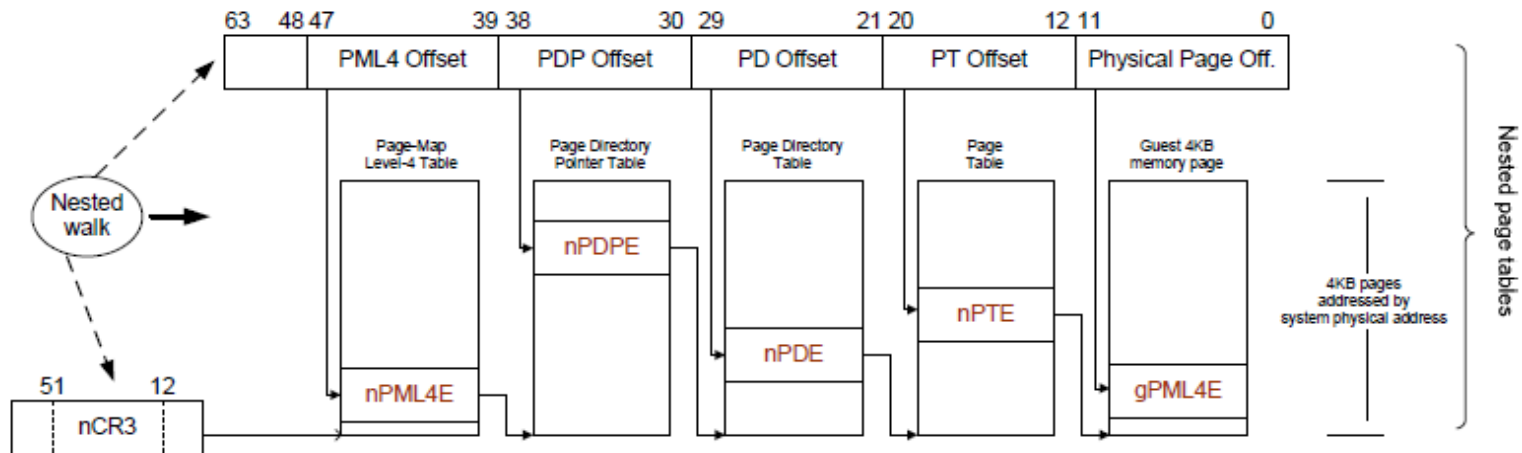 63 48 47 39 38 30 29 21 20 12 11 0
PML4 Offset PDP Offset PD Offset PT Offset Physical Page Off.
Page-Map
Level-4 Table
Page Directory
Pointer Table
Page Directory
Table
Page
Table
Guest 4KB
memory page
Nested
walk
nPDPE
nPTE
nPDE
nPML4E
gPML4E
4KB pages
addressed by
system physical address
Nested page tables
51 12
nCR3